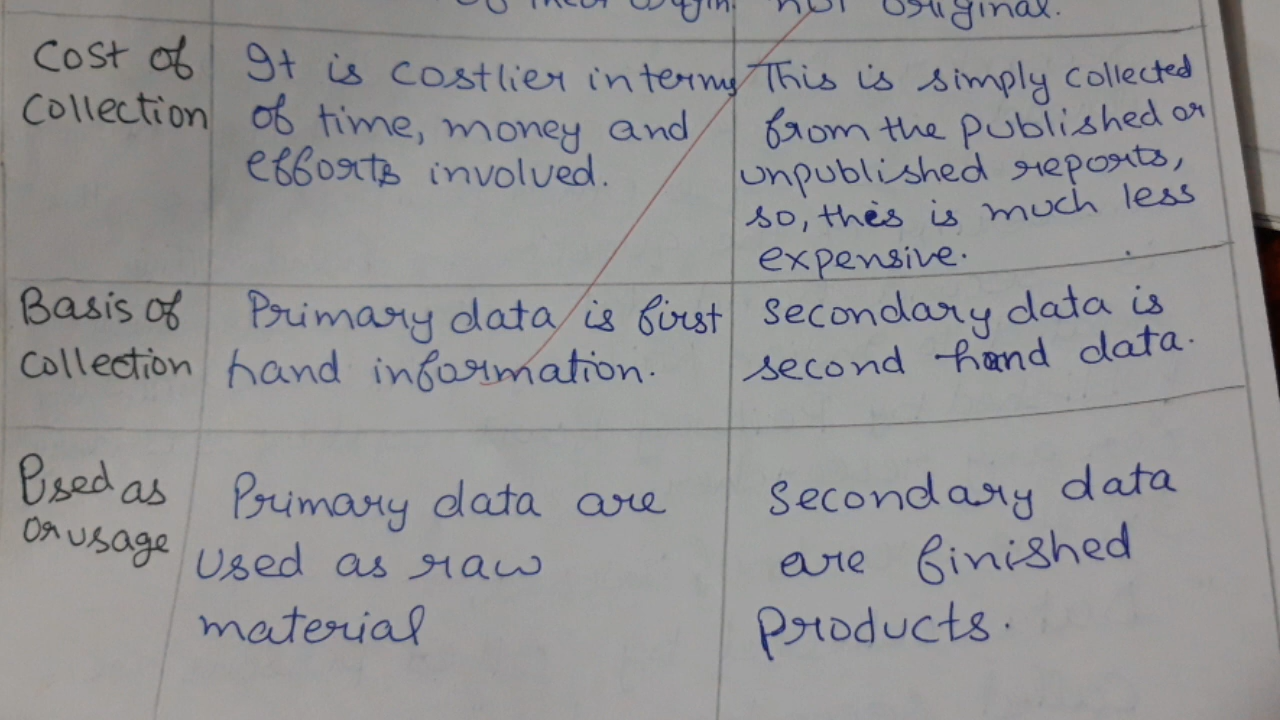 not original.
Cost of
Collection
It is costlier in terms
of time, money and
efforts involved.
This is simply collected
from the published or
unpublished reports,
so, this is much less
expensive.
Basis of
Collection
Primary data is first
hand information.
Secondary data is
second hand data.
Used as
or usage
Primary data are
used as raw
material
Secondary data
are finished
products.